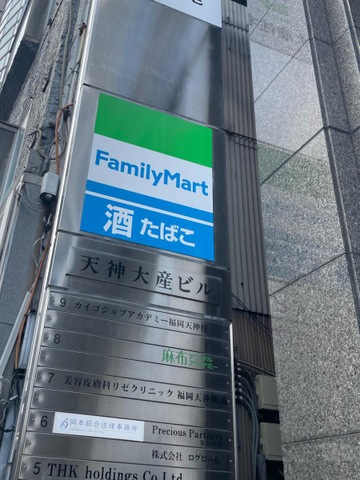 FamilyMart
酒 たばこ
天神大産ビル
9 カイゴジョブアカデミー福岡天神校
8
麻布
7 美容皮膚科リゼクリニック 福岡天神院
6 岡本綜合法律事務所 Precious Partners
株式会社 ログロール
5 THK holdings Co.Ltd